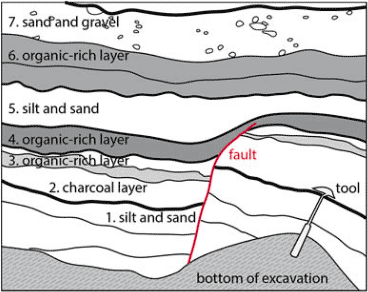 7. sand and gravel
6. organic-rich layer
5. silt and sand
4. organic-rich layer
fault
3. organic-rich layer
2. charcoal layer
tool
1. silt and sand
bottom of excavation